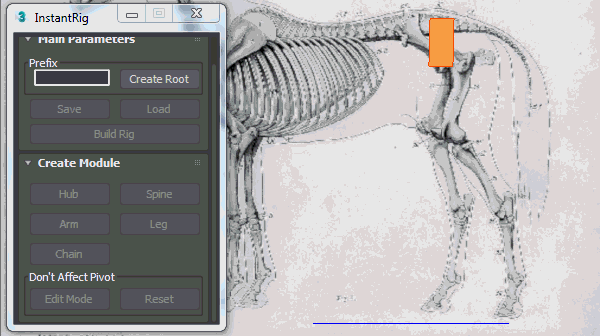 InstantRig
Main Parameters
Prefix
Create Root
Save Load
Build Rig
Create Module
Hub Spine
Arm Leg
Chain
Don't Affect Pivot
Edit Mode Reset